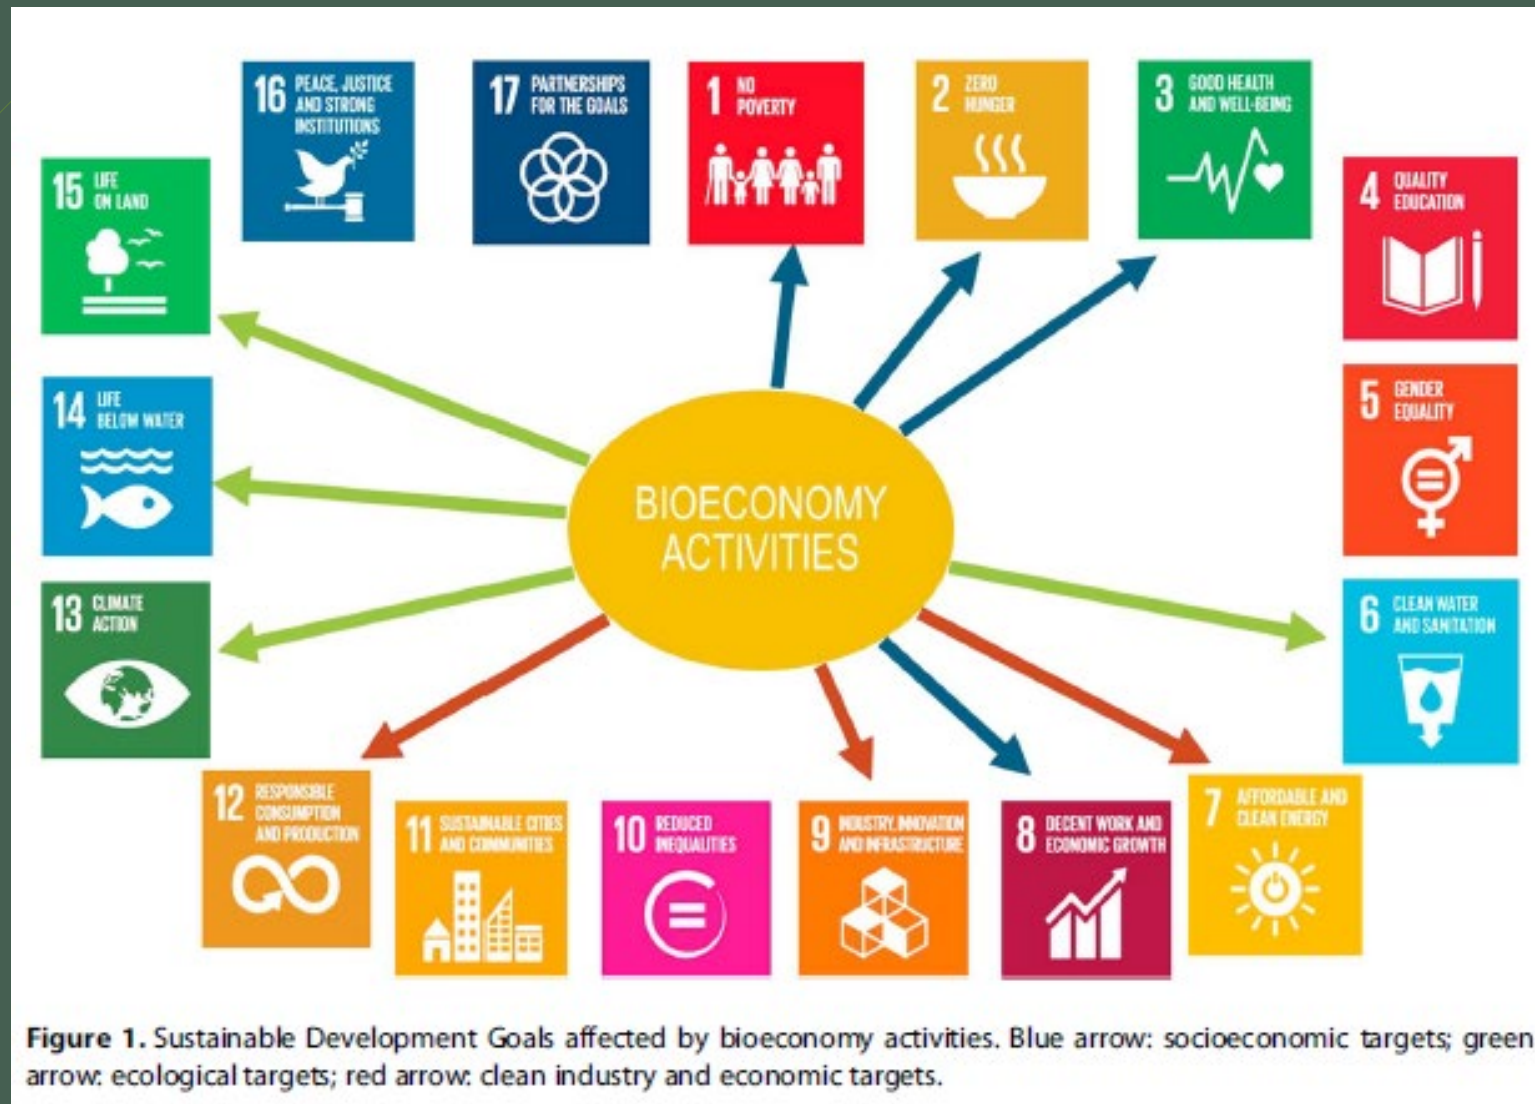 16 PEACE, JUSTICE
AND STRONG
INSTITUTIONS
17 PARTNERSHIPS
FOR THE GOALS
1 NO
POVERTY
2 ZERO
HUNGER
3 GOOD HEALTH
AND WELL-BEING
15 LIFE
ON LAND
4 QUALITY
EDUCATION
14 LIFE
BELOW WATER
5 GENDER
EQUALITY
BIOECONOMY
ACTIVITIES
13 CLIMATE
ACTION
6 CLEAN WATER
AND SANITATION
12 RESPONSIBLE
CONSUMPTION
AND PRODUCTION
11 SUSTAINABLE CITIES
AND COMMUNITIES
10 REDUCED
INEQUALITIES
9 INDUSTRY, INNOVATION
AND INFRASTRUCTURE
8 DECENT WORK AND
ECONOMIC GROWTH
7 AFFORDABLE AND
CLEAN ENERGY
Figure 1. Sustainable Development Goals affected by bioeconomy activities. Blue arrow: socioeconomic targets; green
arrow: ecological targets; red arrow: clean industry and economic targets.